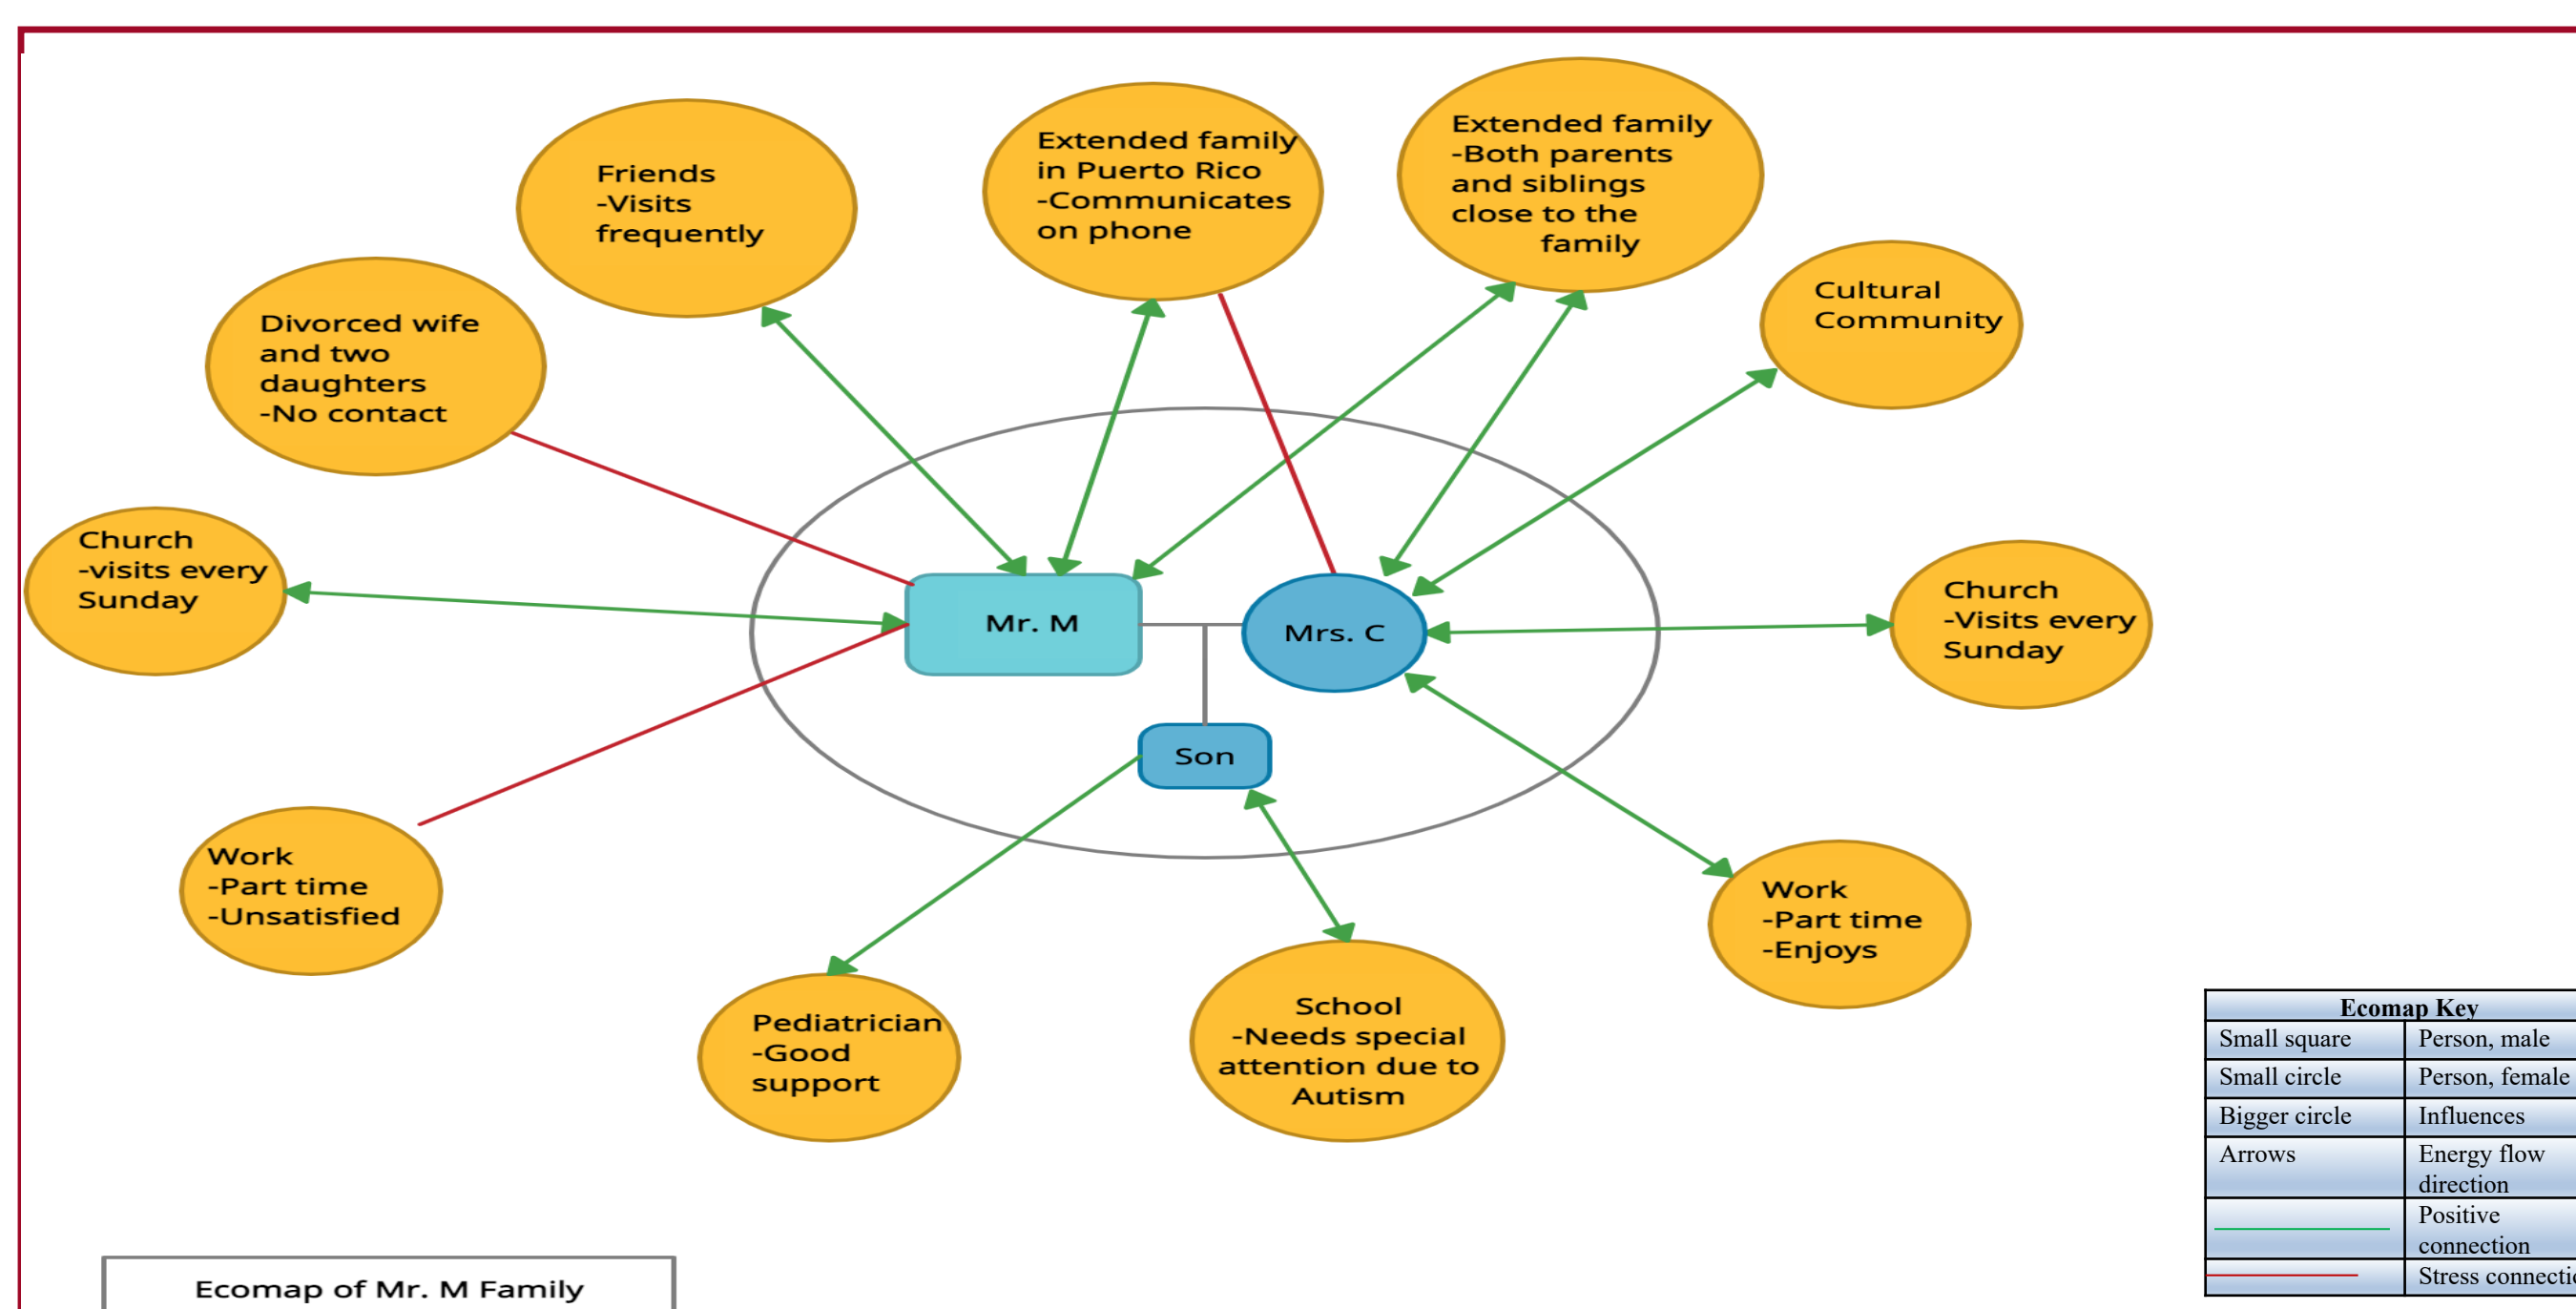 Friends
-Visits
frequently
Extended family
in Puerto Rico
-Communicates
on phone
Extended family
-Both parents
and siblings
close to the
family
Cultural
Community
Divorced wife
and two
daughters
-No contact
Church
-visits every
Sunday
Mr. M
Mrs. C
Church
-Visits every
Sunday
Son
Work
-Part time
-Unsatisfied
Work
-Part time
-Enjoys
Pediatrician
-Good
support
School
-Needs special
attention due to
Autism
Ecomap Key
Small square Person, male
Small circle Person, female
Bigger circle Influences
Arrows Energy flow
direction
Positive
connection
Stress
Ecomap of Mr. M Family